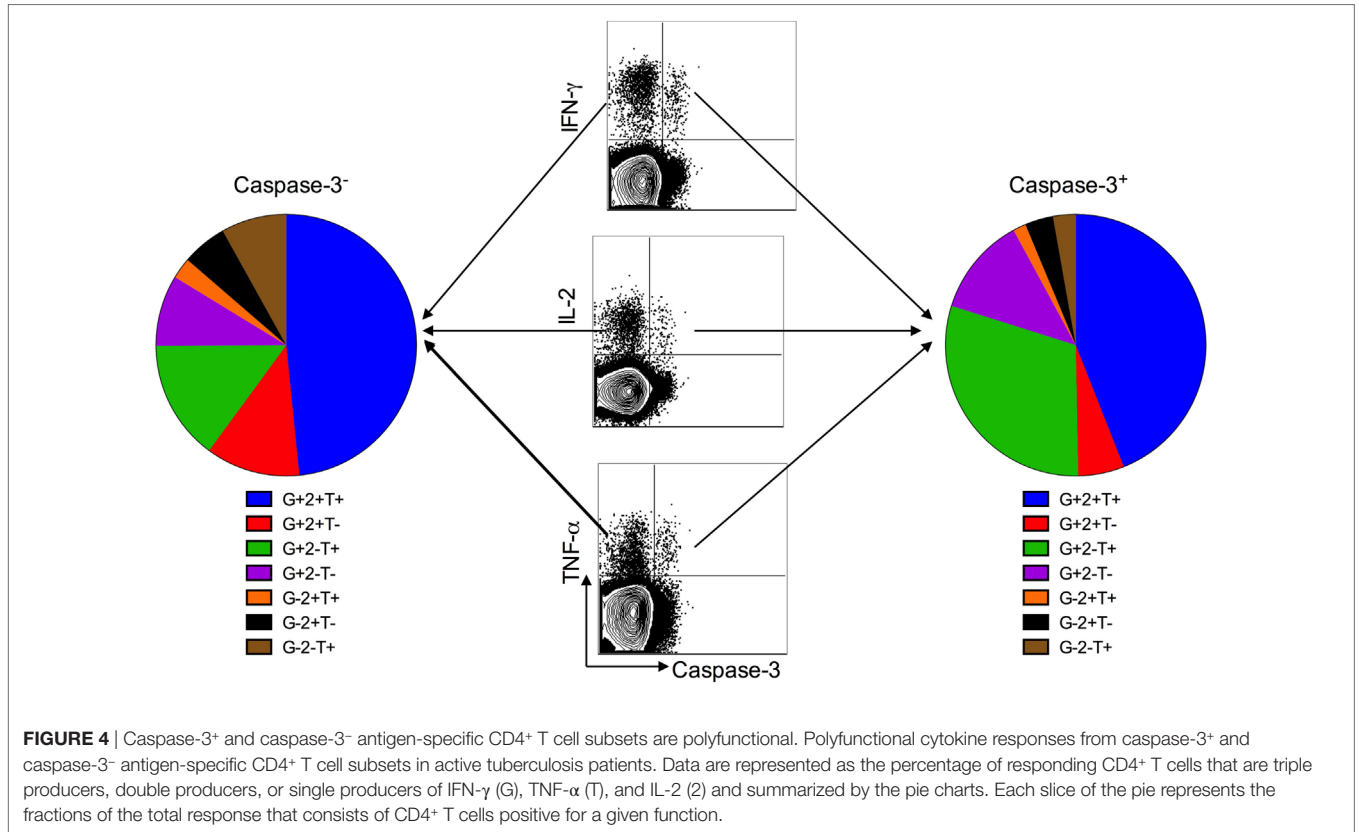 IFN-γ
Caspase-3⁻
Caspase-3⁺
IL-2
G+2+T+
G+2+T-
G+2-T+
G+2-T-
G-2+T+
G-2+T-
G-2-T+
TNF-α
Caspase-3
G+2+T+
G+2+T-
G+2-T+
G+2-T-
G-2+T+
G-2+T-
G-2-T+
FIGURE 4 | Caspase-3⁺ and caspase-3⁻ antigen-specific CD4⁺ T cell subsets are polyfunctional. Polyfunctional cytokine responses from caspase-3⁺ and
caspase-3⁻ antigen-specific CD4⁺ T cell subsets in active tuberculosis patients. Data are represented as the percentage of responding CD4⁺ T cells that are triple
producers, double producers, or single producers of IFN-γ (G), TNF-α (T), and IL-2 (2) and summarized by the pie charts. Each slice of the pie represents the
fractions of the total response that consists of CD4⁺ T cells positive for a given function.